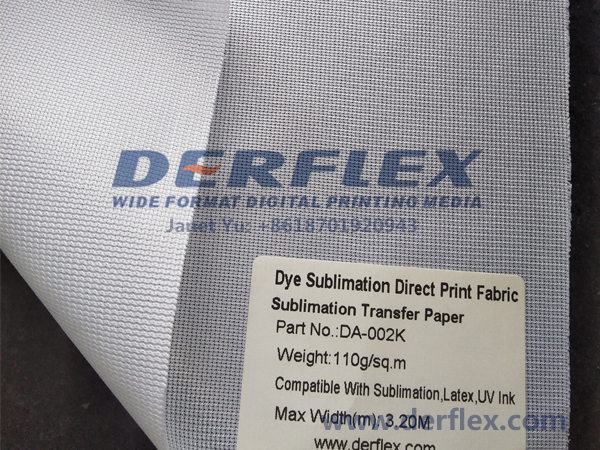 DERFLEX
WIDE FORMAT DIGITAL PRINTING MEDIA
Jauet Yu: +8618701920943
Dye Sublimation Direct Print Fabric
Sublimation Transfer Paper
Part No.:DA-002K
Weight:110g/sq.m
Compatible With Sublimation,Latex,UV Ink
Max Width(m) 3.20M
www.derflex.com
www.derflex.com